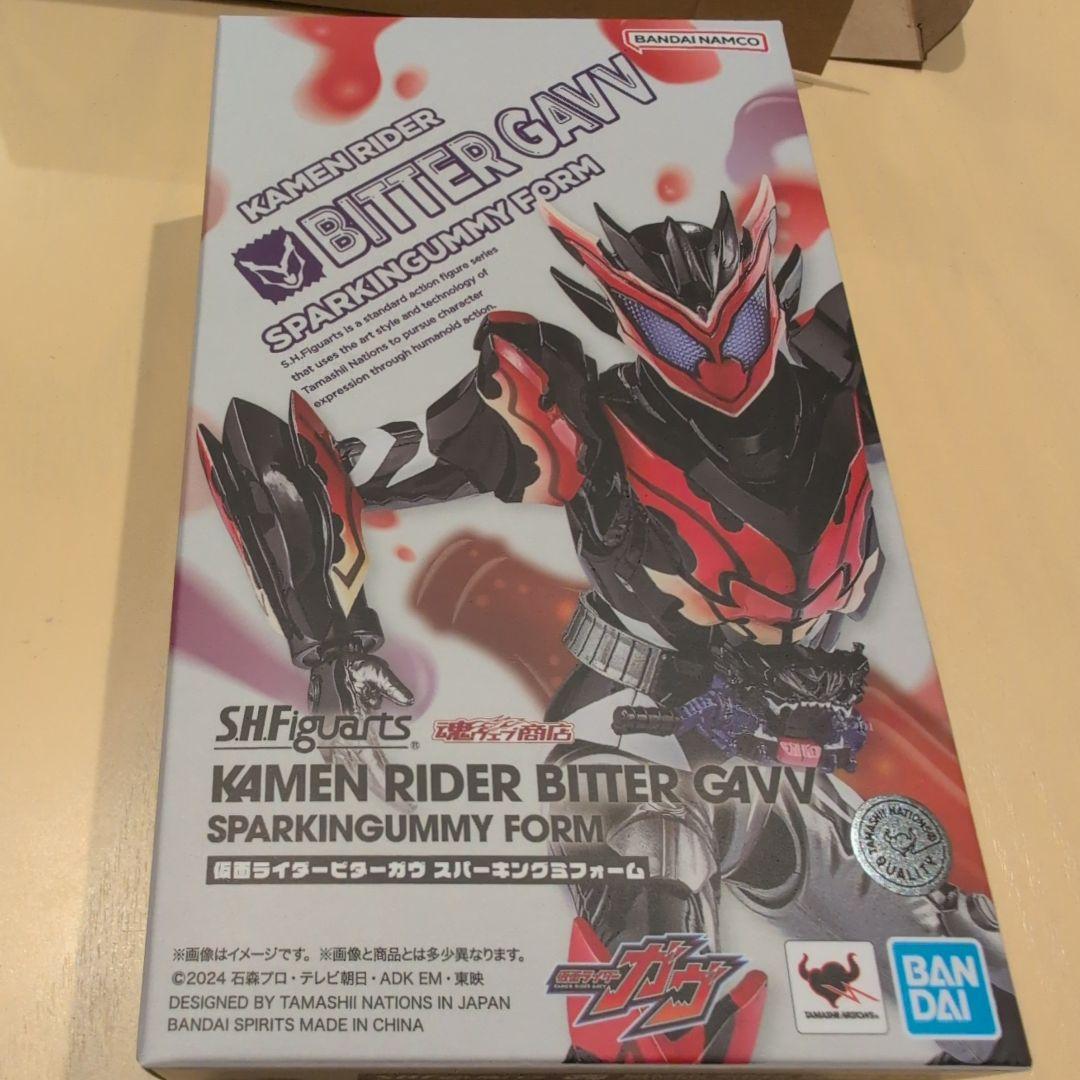 BANDAI NAMCO
KAMEN RIDER
BITTER GAVV
SPARKINGUMMY FORM
S.H.Figuarts is a standard action figure series
that uses the art style and technology of
Tamashii Nations to pursue character
expression through humanoid action.
S.H.Figuarts®
魂ウェブ商店
KAMEN RIDER BITTER GAVV
SPARKINGUMMY FORM
仮面ライダービターガヴ スパーキングミフォーム
TAMASHII NATIONS
QUALITY
※画像はイメージです。※画像と商品とは多少異なります。
©2024 石森プロ・テレビ朝日・ADK EM・東映
DESIGNED BY TAMASHII NATIONS IN JAPAN
BANDAI SPIRITS MADE IN CHINA
仮面ライダー
KAMEN RIDER GAVV
ガヴ
TAMASHII NATIONS
BAN
DAI